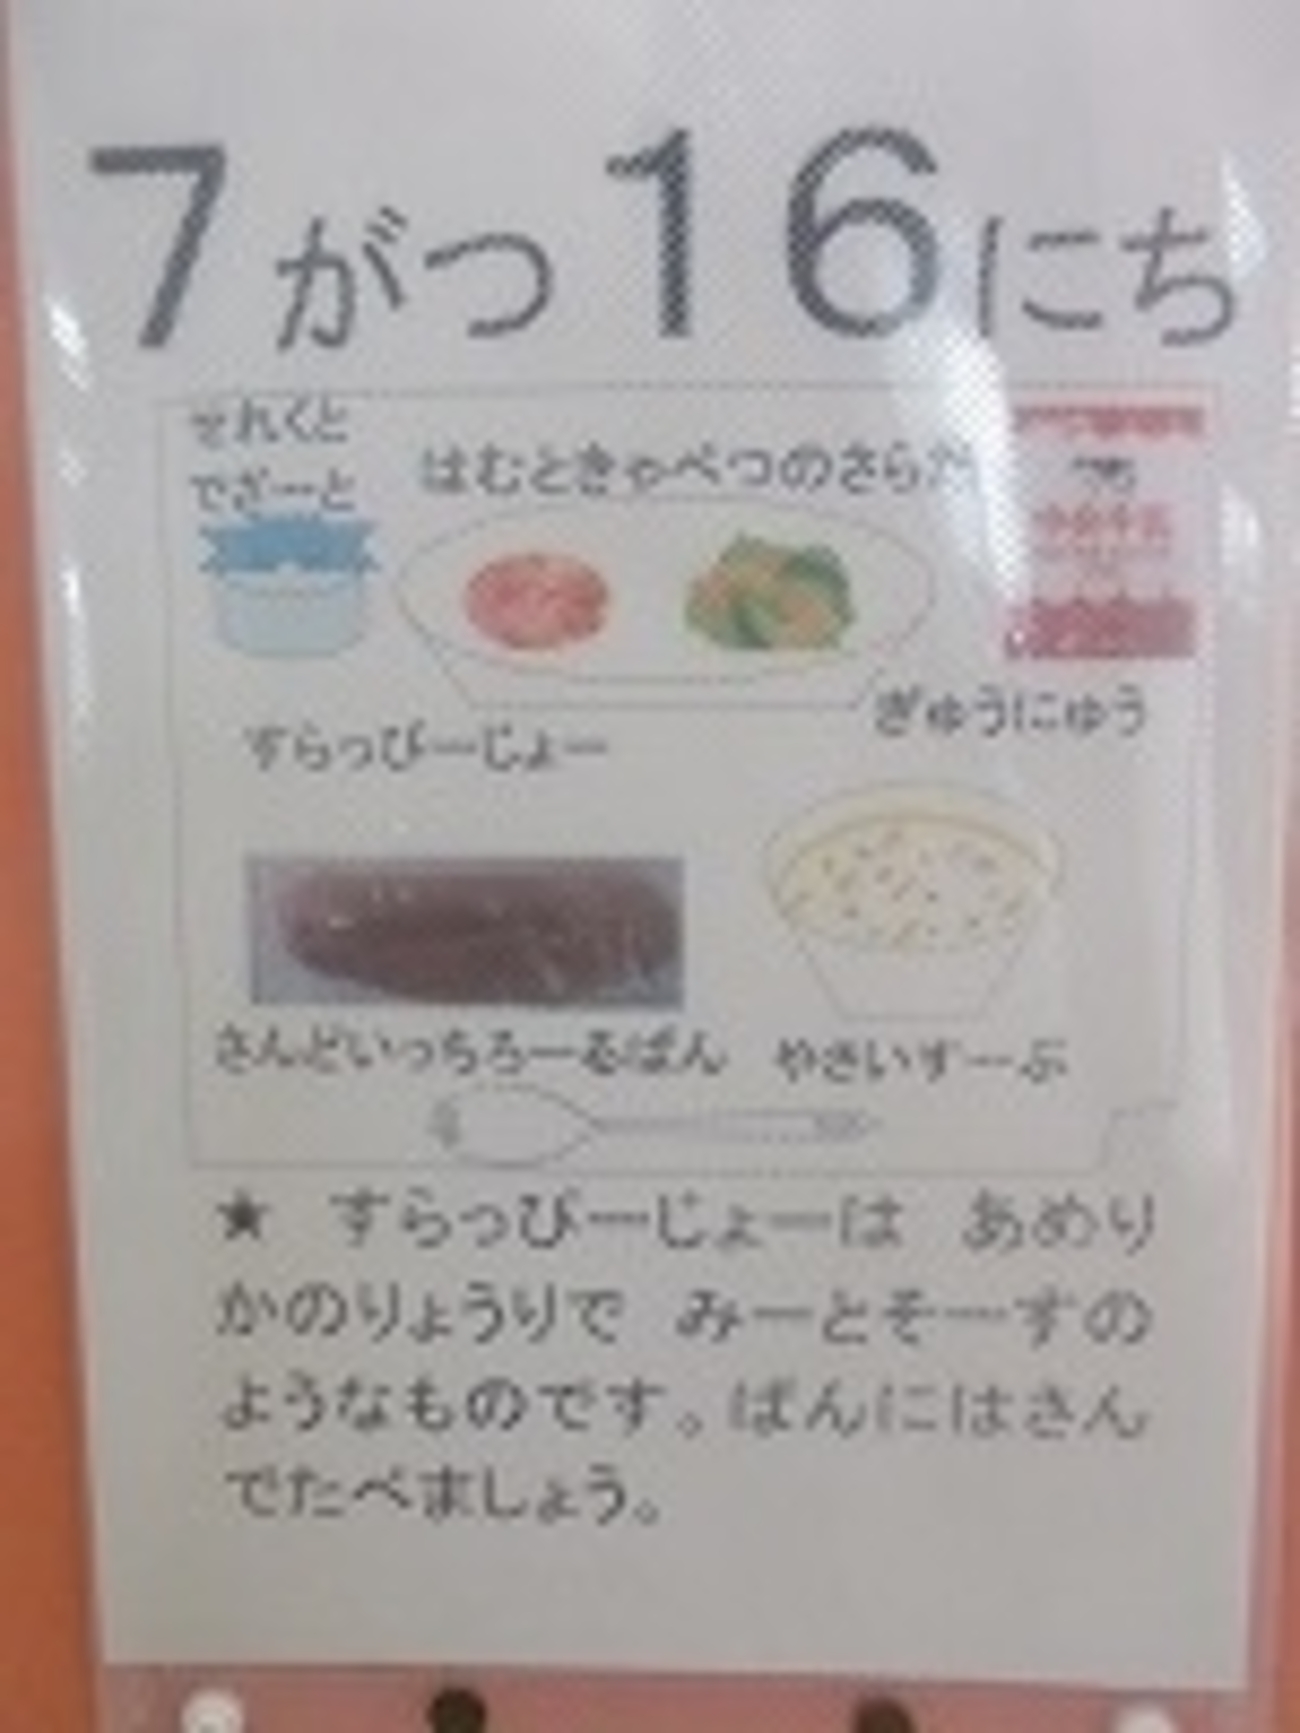 7がつ16にち
せれくと
でざーと
はむときゃべつのさらだ
ぎゅうにゅう
すらっぴーじょー
さんどいっちろーるぱん
やさいすーぷ
★ すらっぴーじょーは あめり
かのりょうりで みーとそーすの
ようなものです。ぱんにはさん
でたべましょう。